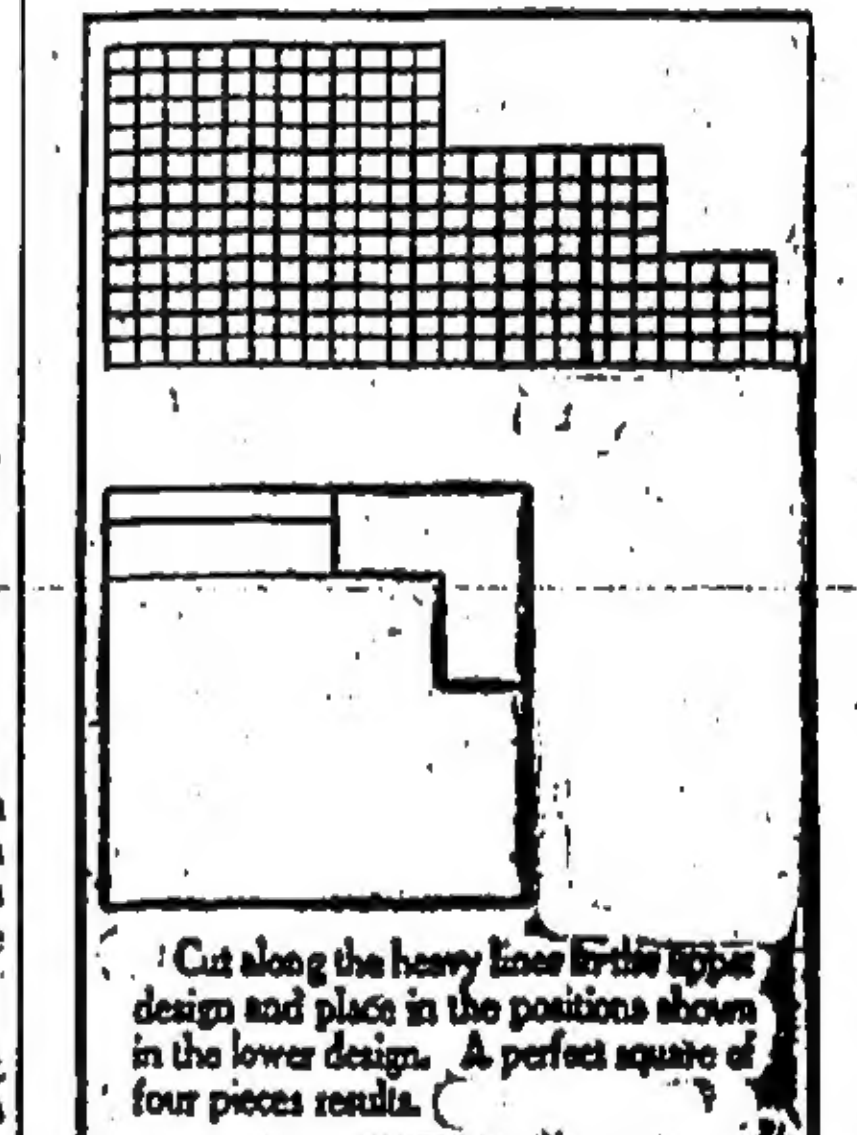 Cut along the heavy lines in the upper
design and place in the positions shown
in the lower design. A perfect square of
four pieces results.